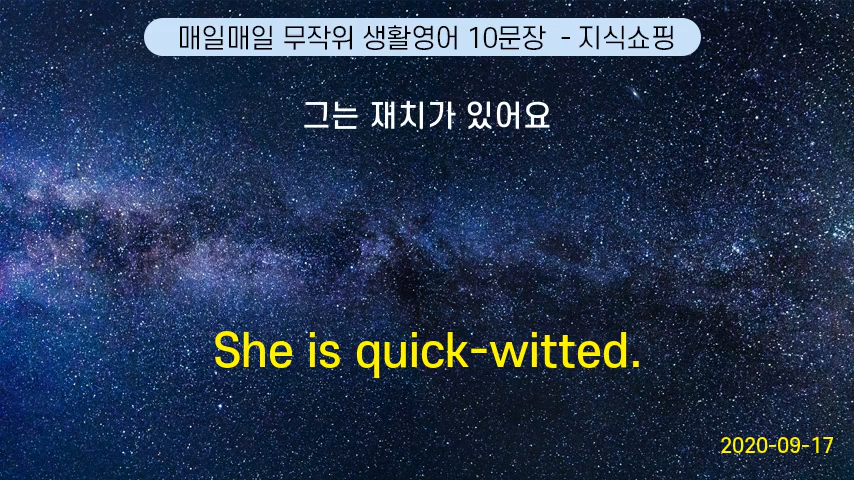 매일매일 무작위 생활영어 10문장 - 지식쇼핑
그는 쟤치가 있어요
She is quick-witted.
2020-09-17